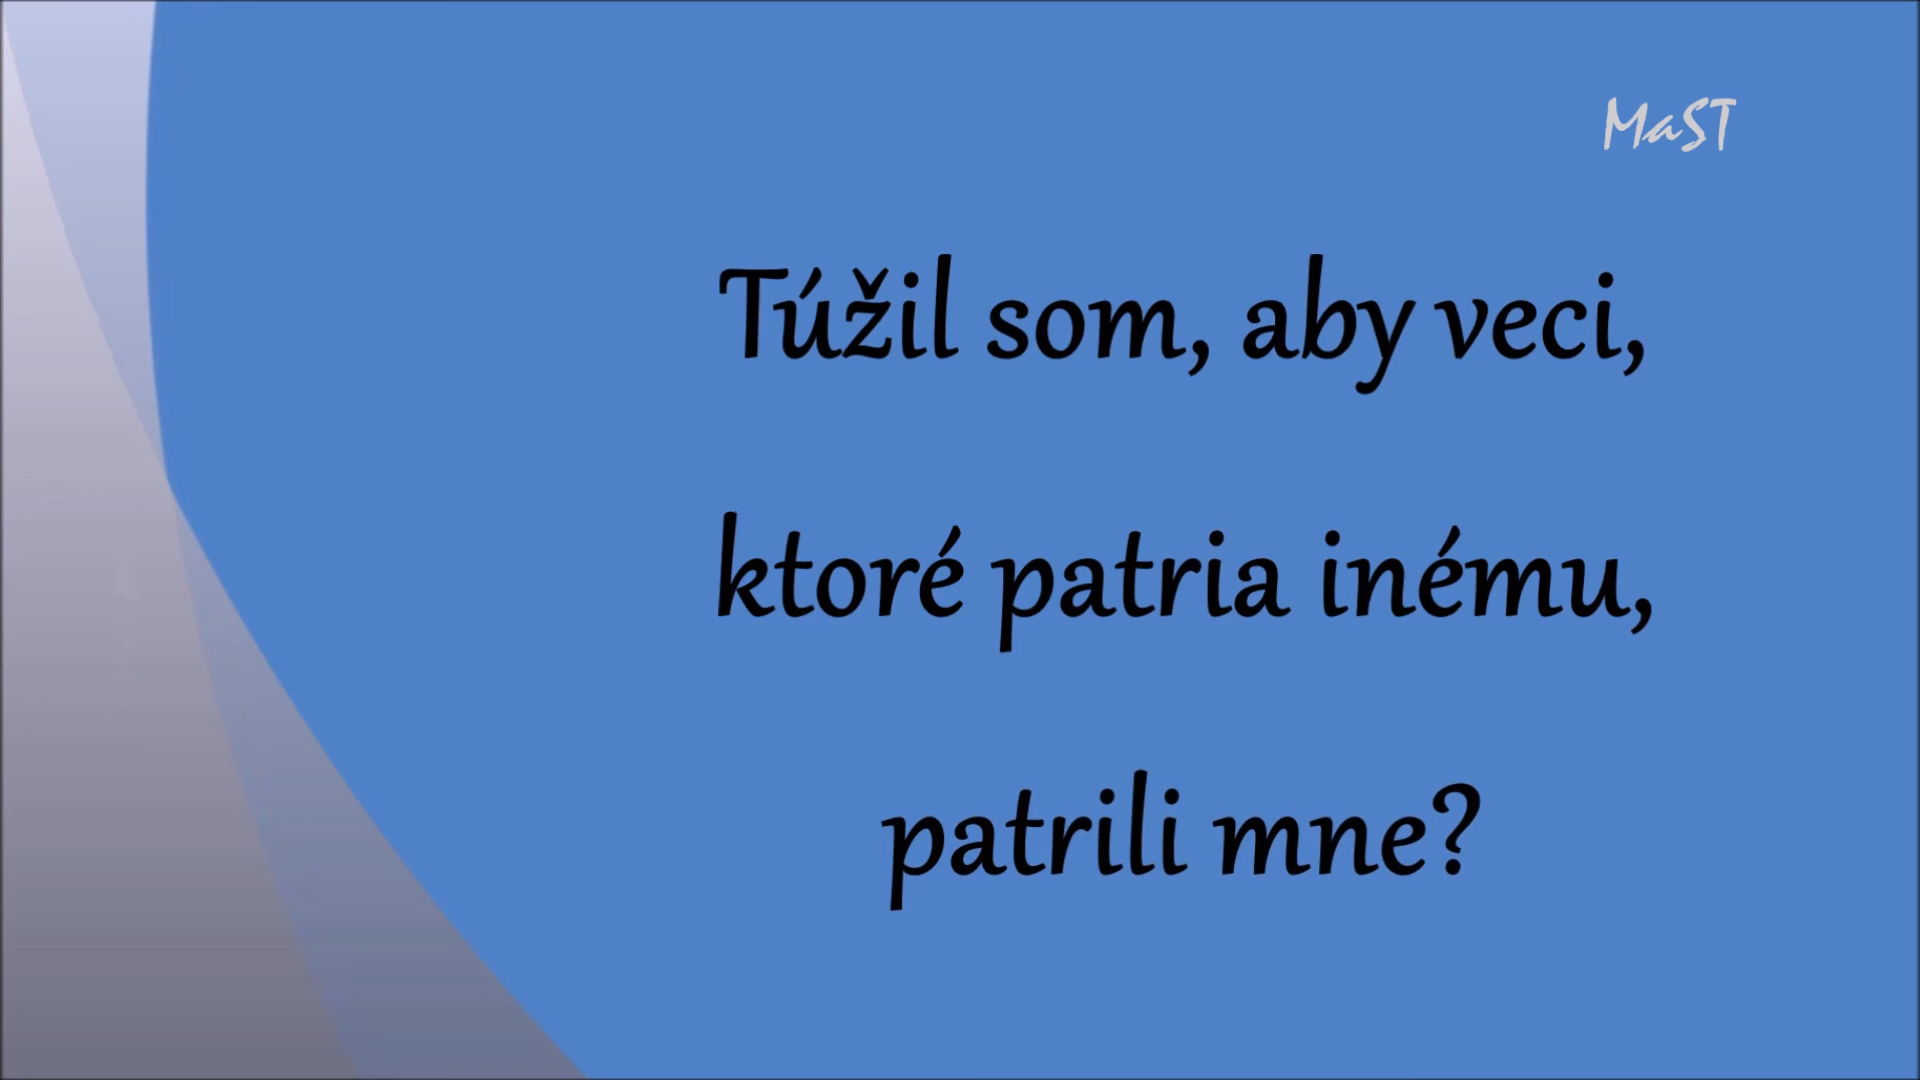 MaST
Túžil som, aby veci,
ktoré patria inému,
patrili mne?